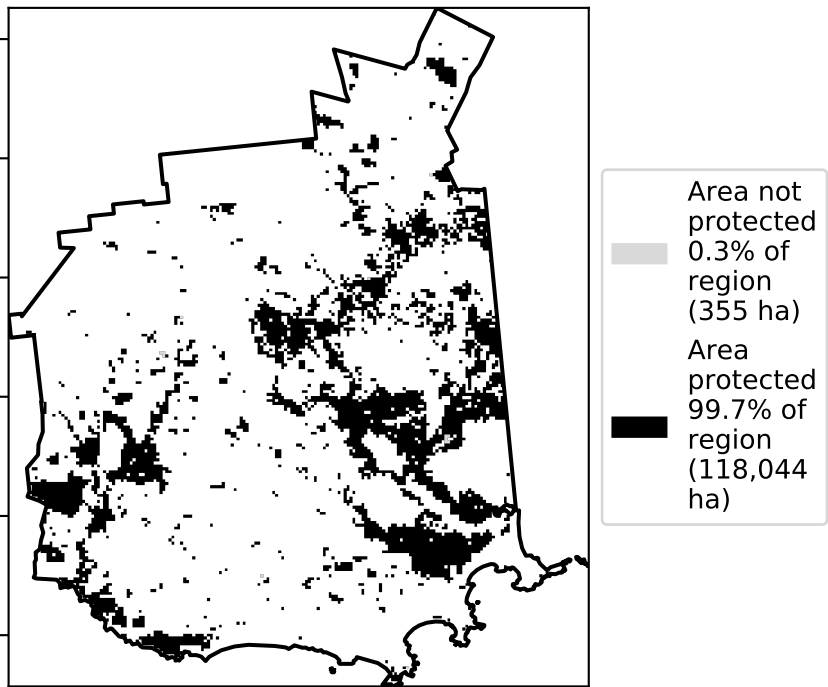 Area not
protected
0.3% of
region
(355 ha)
Area
protected
99.7% of
region
(118,044
ha)